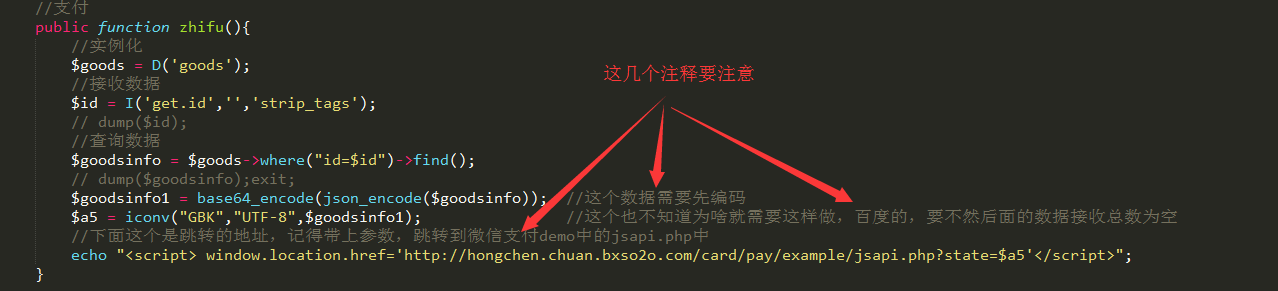 //支付
public function zhifu(){
//实例化
$goods = D('goods');
这几个注释要注意
//接收数据
$id = I('get.id','','strip_tags');
// dump($id);
//查询数据
$goodsinfo = $goods->where("id=$id")->find();
// dump($goodsinfo);exit;
$goodsinfo1 = base64_encode(json_encode($goodsinfo)); //这个数据需要先编码
$a5 = iconv("GBK","UTF-8",$goodsinfo1); //这个也不知道为啥就需要这样做，百度的，要不然后面的数据接收总数为空
//下面这个是跳转的地址，记得带上参数，跳转到微信支付demo中的jsapi.php中
echo "<script> window.location.href='http://hongchen.chuan.bxso2o.com/card/pay/example/jsapi.php?state=$a5'</script>";
}